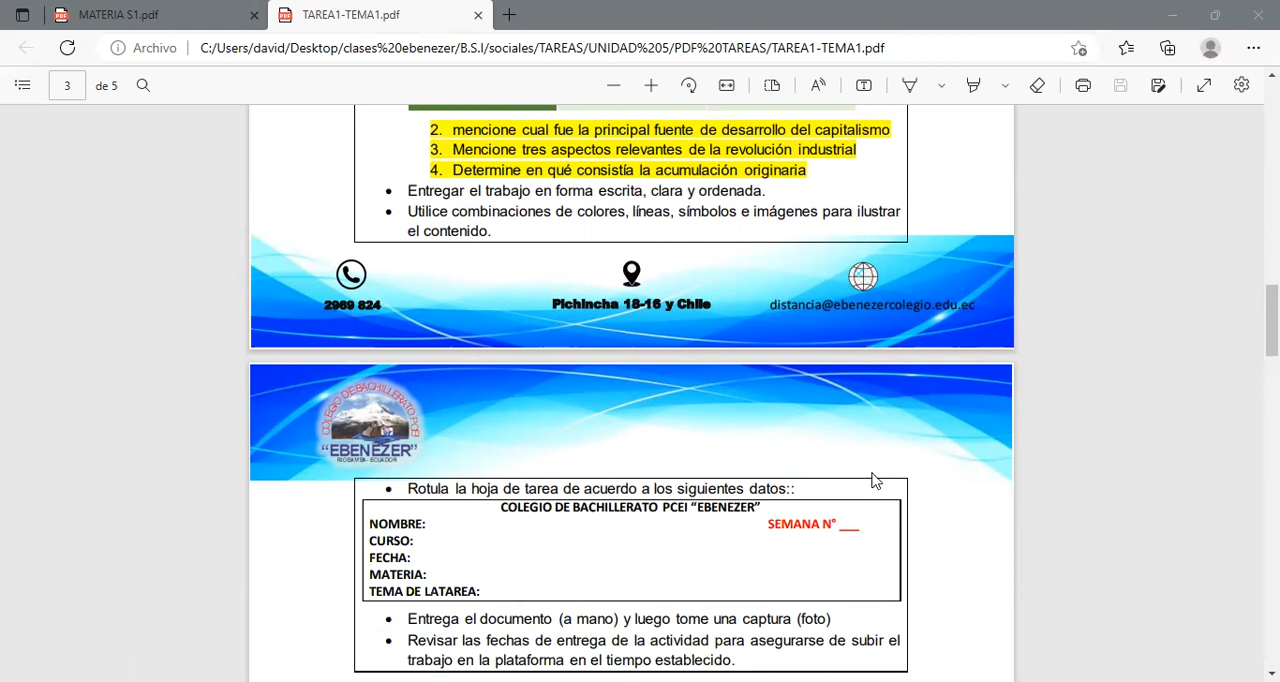 MATERIA S1.pdf
TAREA1-TEMA1.pdf
Archivo
C:/Users/david/Desktop/clases%20ebenezer/B.S.I/sociales/TAREAS/UNIDAD%205/PDF%20TAREAS/TAREA1-TEMA1.pdf
3 de 5
2. mencione cual fue la principal fuente de desarrollo del capitalismo
3. Mencione tres aspectos relevantes de la revolución industrial
4. Determine en qué consistía la acumulación originaria
• Entregar el trabajo en forma escrita, clara y ordenada.
• Utilice combinaciones de colores, líneas, símbolos e imágenes para ilustrar
el contenido.
2969 824
Pichincha 18-16 y Chile
distancia@ebenezercolegio.edu.ec
COLEGIO DE BACHILLERATO PCEI
"EBENEZER"
RIOBAMBA - ECUADOR
• Rotula la hoja de tarea de acuerdo a los siguientes datos::
COLEGIO DE BACHILLERATO PCEI “EBENEZER”
NOMBRE: SEMANA N° ___
CURSO:
FECHA:
MATERIA:
TEMA DE LATAREA:
• Entrega el documento (a mano) y luego tome una captura (foto)
• Revisar las fechas de entrega de la actividad para asegurarse de subir el
trabajo en la plataforma en el tiempo establecido.